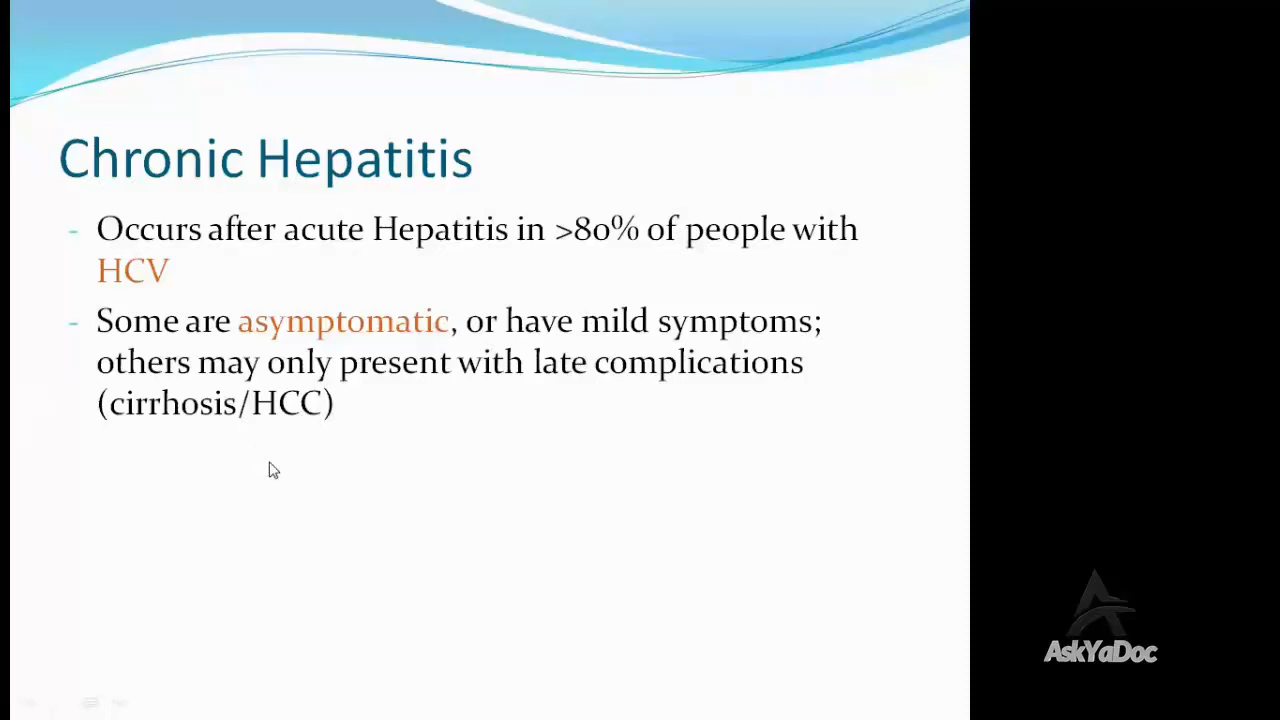 Chronic Hepatitis
- Occurs after acute Hepatitis in >80% of people with
HCV
- Some are asymptomatic, or have mild symptoms;
others may only present with late complications
(cirrhosis/HCC)
AskYaDoc